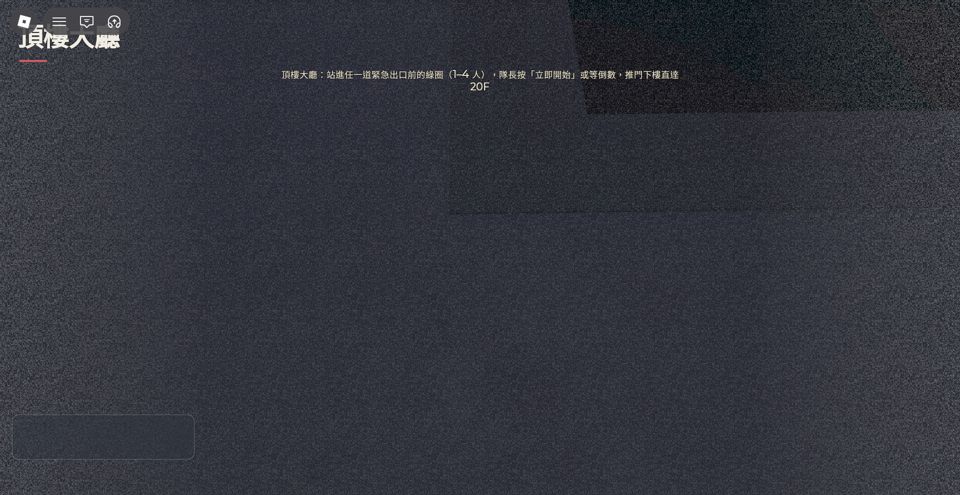 頂樓大廳
頂樓大廳：站進任一道緊急出口前的綠圈（1–4 人），隊長按「立即開始」或等倒數，推門下樓直達
20F